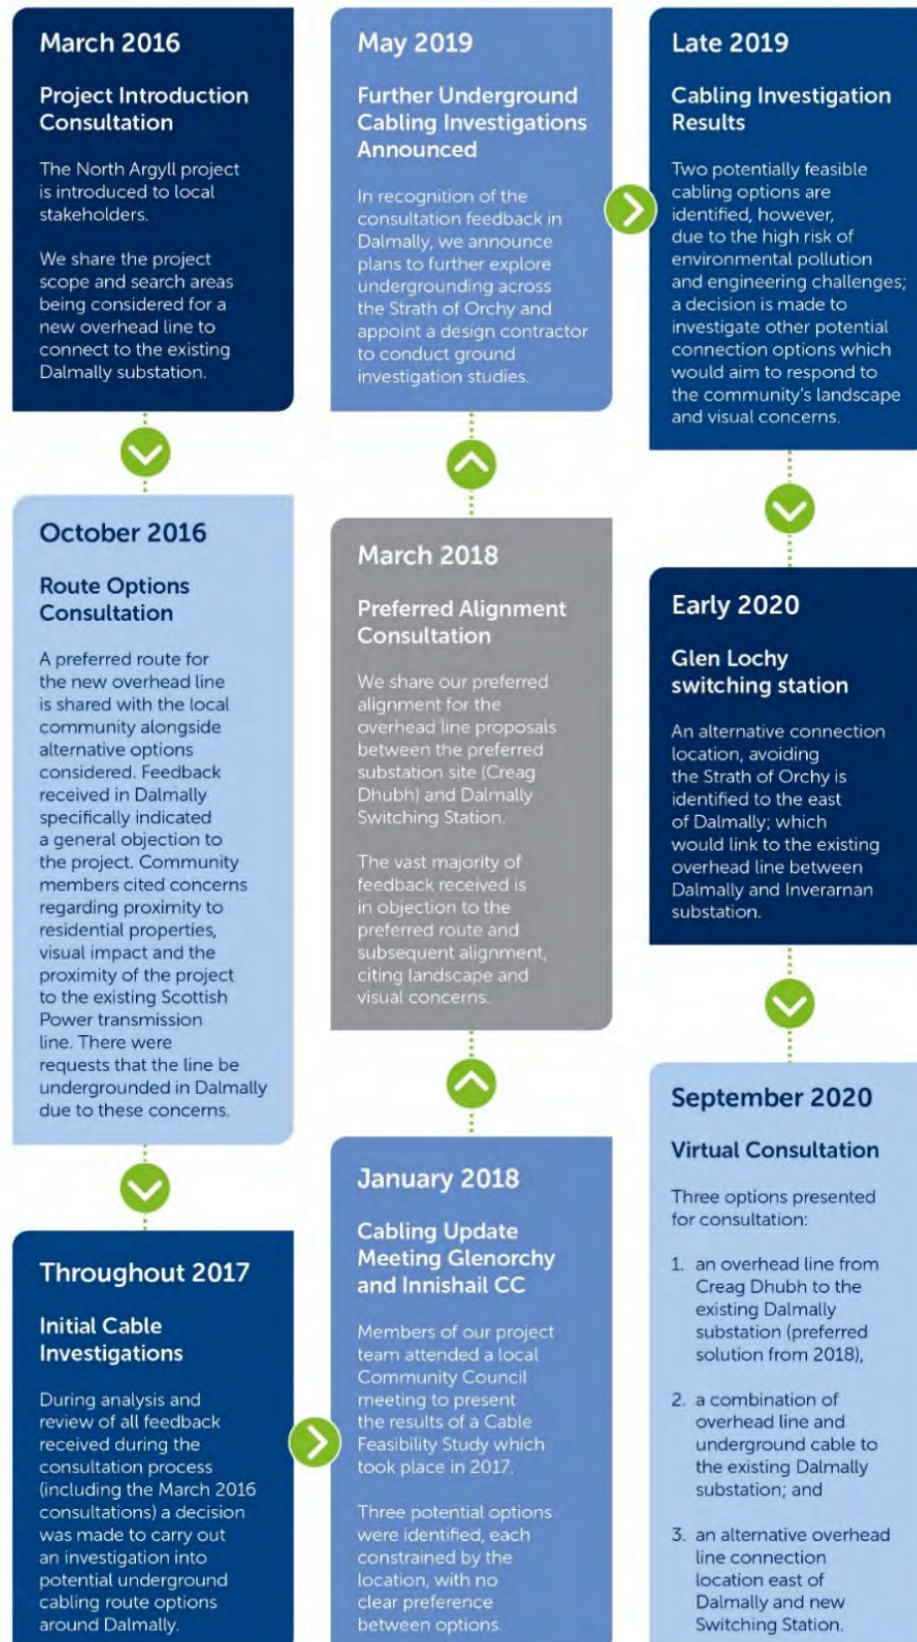 March 2016
Project Introduction
Consultation
The North Argyll project
is introduced to local
stakeholders.
We share the project
scope and search areas
being considered for a
new overhead line to
connect to the existing
Dalmally substation.
October 2016
Route Options
Consultation
A preferred route for
the new overhead line
is shared with the local
community alongside
alternative options
considered. Feedback
received in Dalmally
specifically indicated
a general objection to
the project. Community
members cited concerns
regarding proximity to
residential properties,
visual impact and the
proximity of the project
to the existing Scottish
Power transmission
line. There were
requests that the line be
undergrounded in Dalmally
due to these concerns.
Throughout 2017
Initial Cable
Investigations
During analysis and
review of all feedback
received during the
consultation process
(including the March 2016
consultations) a decision
was made to carry out
an investigation into
potential underground
cabling route options
around Dalmally.
January 2018
Cabling Update
Meeting Glenorchy
and Innishail CC
Members of our project
team attended a local
Community Council
meeting to present
the results of a Cable
Feasibility Study which
took place in 2017.
Three potential options
were identified, each
constrained by the
location, with no
clear preference
between options.
March 2018
Preferred Alignment
Consultation
We share our preferred
alignment for the
overhead line proposals
between the preferred
substation site (Creag
Dhubh) and Dalmally
Switching Station.
The vast majority of
feedback received is
in objection to the
preferred route and
subsequent alignment,
citing landscape and
visual concerns.
May 2019
Further Underground
Cabling Investigations
Announced
In recognition of the
consultation feedback in
Dalmally, we announce
plans to further explore
undergrounding across
the Strath of Orchy and
appoint a design contractor
to conduct ground
investigation studies.
Late 2019
Cabling Investigation
Results
Two potentially feasible
cabling options are
identified, however,
due to the high risk of
environmental pollution
and engineering challenges;
a decision is made to
investigate other potential
connection options which
would aim to respond to
the community's landscape
and visual concerns.
Early 2020
Glen Lochy
switching station
An alternative connection
location, avoiding
the Strath of Orchy is
identified to the east
of Dalmally; which
would link to the existing
overhead line between
Dalmally and Inverarnan
substation.
September 2020
Virtual Consultation
Three options presented
for consultation:
1. an overhead line from
Creag Dhubh to the
existing Dalmally
substation (preferred
solution from 2018),
2. a combination of
overhead line and
underground cable to
the existing Dalmally
substation; and
3. an alternative overhead
line connection
location east of
Dalmally and new
Switching Station.